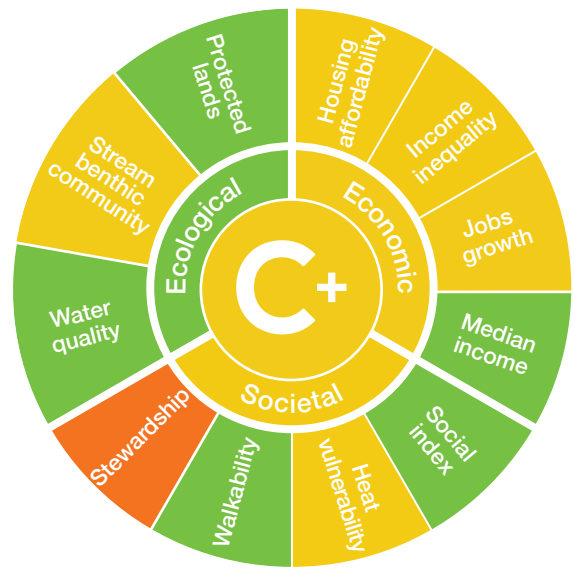 Protected
lands
Housing
affordability
Income
inequality
Jobs
growth
Median
income
Social
index
Heat
vulnerability
Walkability
Stewardship
Water
quality
Stream
benthic
community
Ecological
Economic
Societal
C+